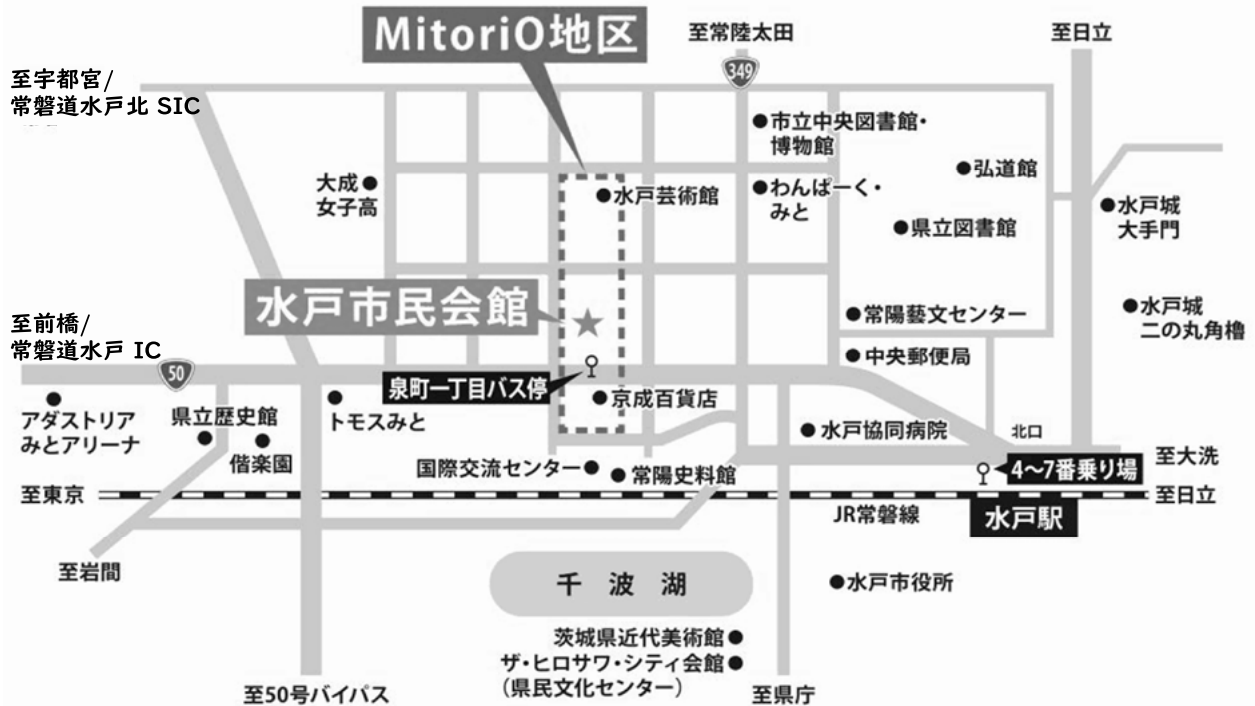 MitoriO地区
至常陸太田
至日立
349
至宇都宮/
常磐道水戸北 SIC
●市立中央図書館・
博物館
●弘道館
大成●
女子高
●水戸芸術館
●わんぱーく・
みと
●水戸城
大手門
●県立図書館
水戸市民会館
★
●常陽藝文センター
●水戸城
二の丸角櫓
至前橋/
常磐道水戸 IC
50
●中央郵便局
泉町一丁目バス停
●京成百貨店
アダストリア
みとアリーナ
県立歴史館
偕楽園
トモスみと
●水戸協同病院
北口
国際交流センター●
●常陽史料館
4〜7番乗り場
至大洗
至東京
至日立
JR常磐線
水戸駅
至岩間
千波湖
●水戸市役所
茨城県近代美術館●
ザ・ヒロサワ・シティ会館●
（県民文化センター）
至50号バイパス
至県庁